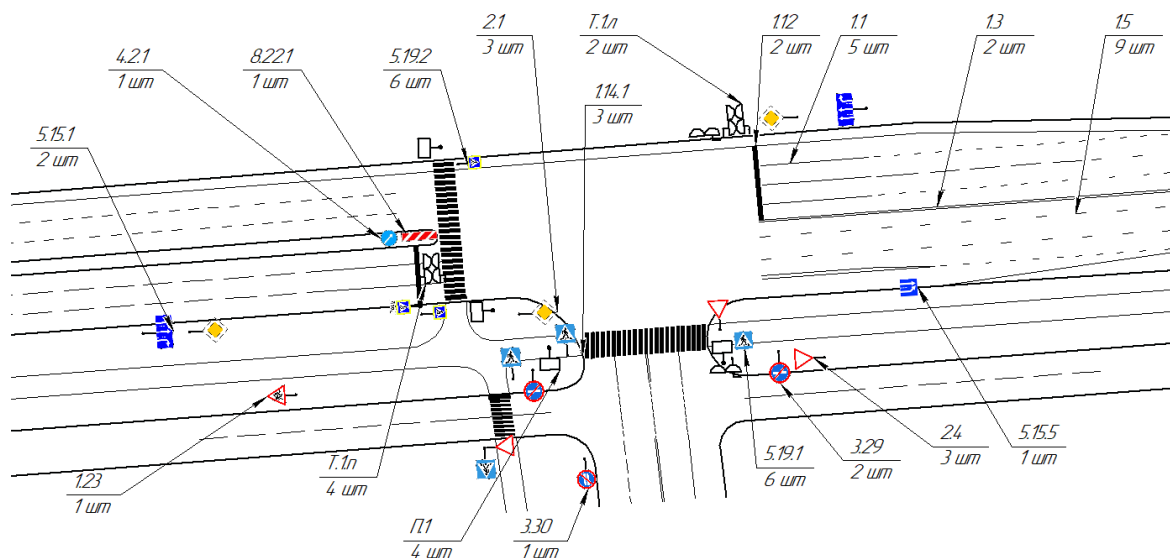 2.1
3 шт
Т.1.л
2 шт
1.12
2 шт
1.1
5 шт
1.3
2 шт
1.5
9 шт
4.2.1
1 шт
8.22.1
1 шт
5.19.2
6 шт
1.14.1
3 шт
5.15.1
2 шт
1.23
1 шт
Т.1.п
4 шт
П.1
4 шт
3.30
1 шт
5.19.1
6 шт
3.29
2 шт
2.4
3 шт
5.15.5
1 шт